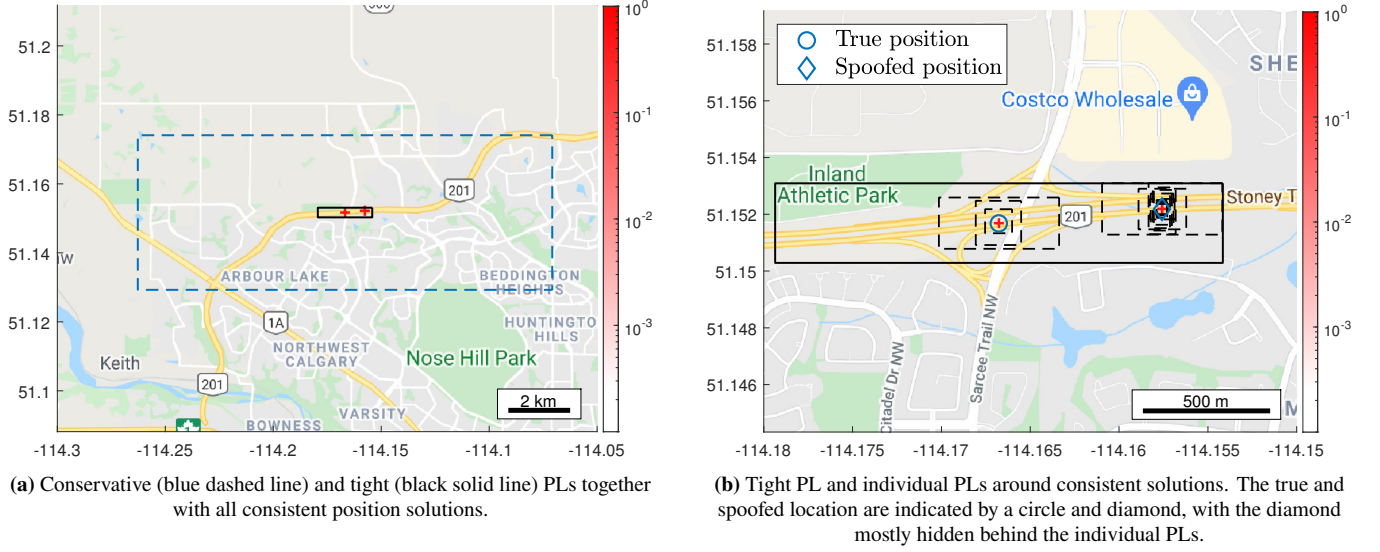 51.2
51.18
51.16
51.14
51.12
51.1
-114.3
-114.25
-114.2
-114.15
-114.1
-114.05
201
ARBOUR LAKE
BEDDINGTON
HEIGHTS
1A
HUNTINGTO
HILLS
NORTHWEST
CALGARY
Nose Hill Park
Keith
201
VARSITY
BOWNESS
2 km
10^0
10^-1
10^-2
10^-3
(a) Conservative (blue dashed line) and tight (black solid line) PLs together
with all consistent position solutions.
51.158
51.156
51.154
51.152
51.15
51.148
51.146
-114.18
-114.175
-114.17
-114.165
-114.16
-114.155
-114.15
True position
Spoofed position
SHE
Costco Wholesale
Inland
Athletic Park
201
Stoney T
Sarcee Trail NW
Citadel Dr NW
500 m
10^0
10^-1
10^-2
10^-3
(b) Tight PL and individual PLs around consistent solutions. The true and
spoofed location are indicated by a circle and diamond, with the diamond
mostly hidden behind the individual PLs.